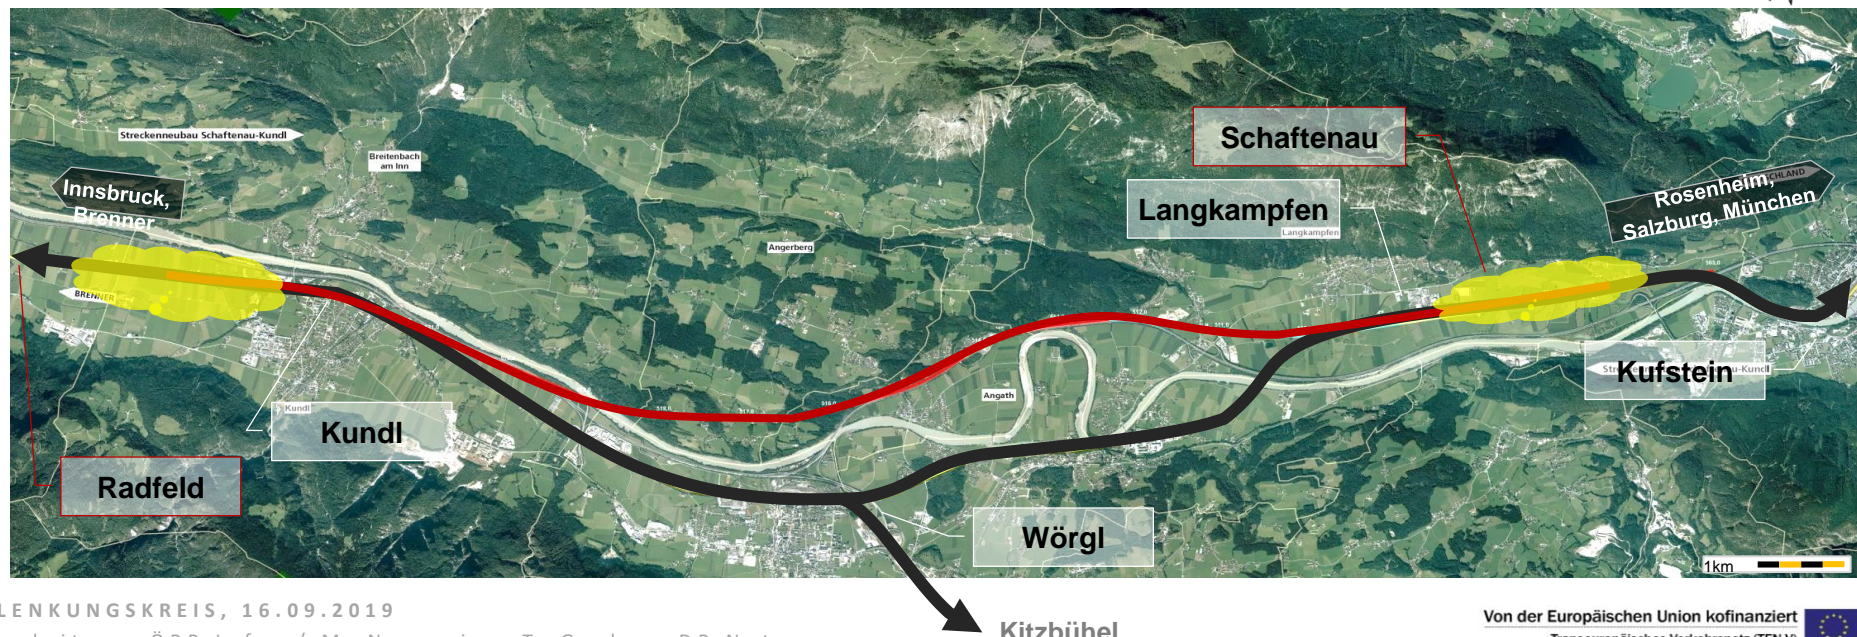 Streckenneubau Schaftenau-Kundl
Breitenbach
am Inn
Schaftenau
Innsbruck,
Brenner
Langkampfen
Langkampfen
Rosenheim,
Salzburg, München
Angerberg
BRENNER
Kufstein
Angath
Kundl
Kundl
Radfeld
Wörgl
1km
LENKUNGSKREIS, 16.09.2019
Kitzbühel
Von der Europäischen Union kofinanziert